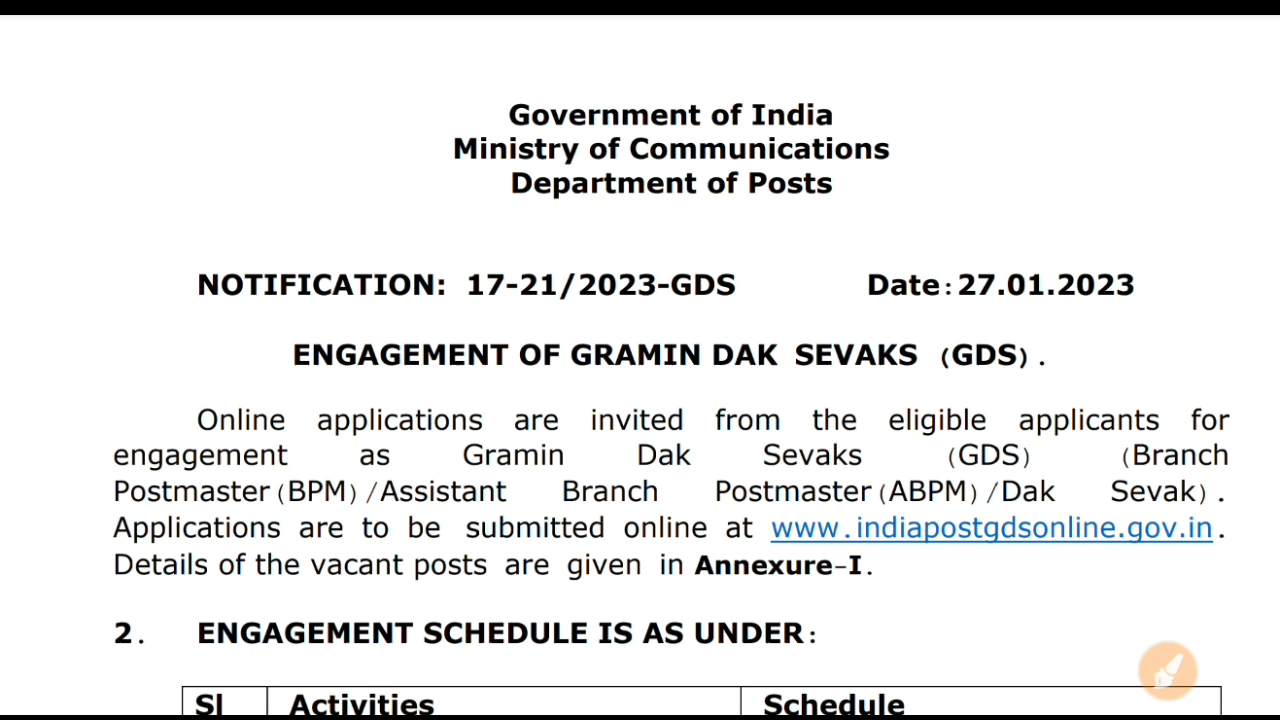 Government of India
Ministry of Communications
Department of Posts
NOTIFICATION: 17-21/2023-GDS Date:27.01.2023
ENGAGEMENT OF GRAMIN DAK SEVAKS (GDS).
Online applications are invited from the eligible applicants for
engagement as Gramin Dak Sevaks (GDS) (Branch
Postmaster(BPM)/Assistant Branch Postmaster(ABPM)/Dak Sevak).
Applications are to be submitted online at www.indiapostgdsonline.gov.in.
Details of the vacant posts are given in Annexure-I.
2. ENGAGEMENT SCHEDULE IS AS UNDER:
Sl Activities Schedule